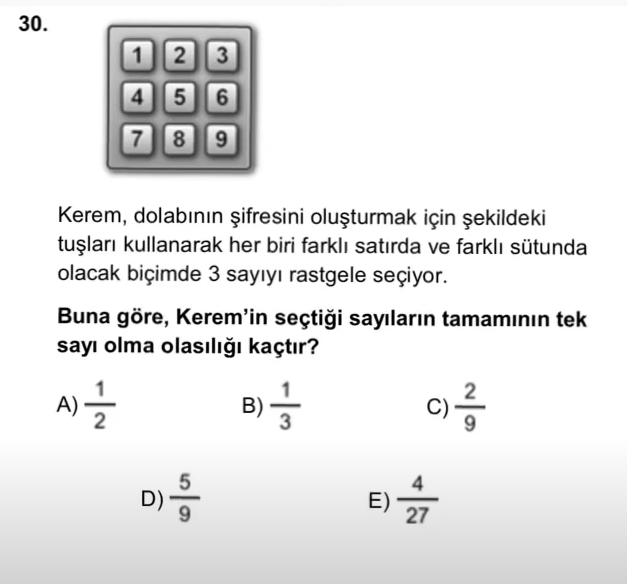 30.
1 2 3
4 5 6
7 8 9
Kerem, dolabının şifresini oluşturmak için şekildeki
tuşları kullanarak her biri farklı satırda ve farklı sütunda
olacak biçimde 3 sayıyı rastgele seçiyor.
Buna göre, Kerem'in seçtiği sayıların tamamının tek
sayı olma olasılığı kaçtır?
A) 1/2 B) 1/3 C) 2/9
D) 5/9 E) 4/27